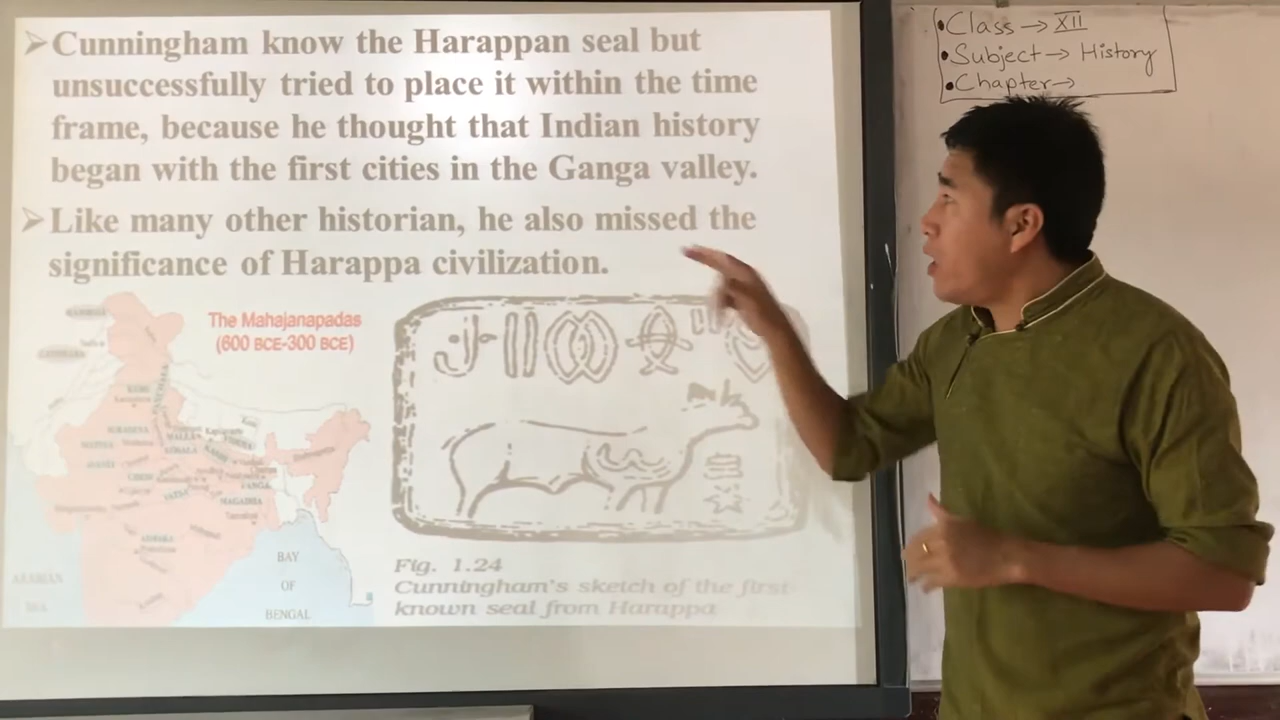 ➤Cunningham know the Harappan seal but
unsuccessfully tried to place it within the time
frame, because he thought that Indian history
began with the first cities in the Ganga valley.
➤Like many other historian, he also missed the
significance of Harappa civilization.
The Mahajanapadas
(600 BCE-300 BCE)
MAGADHA
ARABIAN
SEA
BAY
OF
BENGAL
Fig. 1.24
Cunningham's sketch of the first
known seal from Harappa
•Class → XII
•Subject → History
•Chapter →